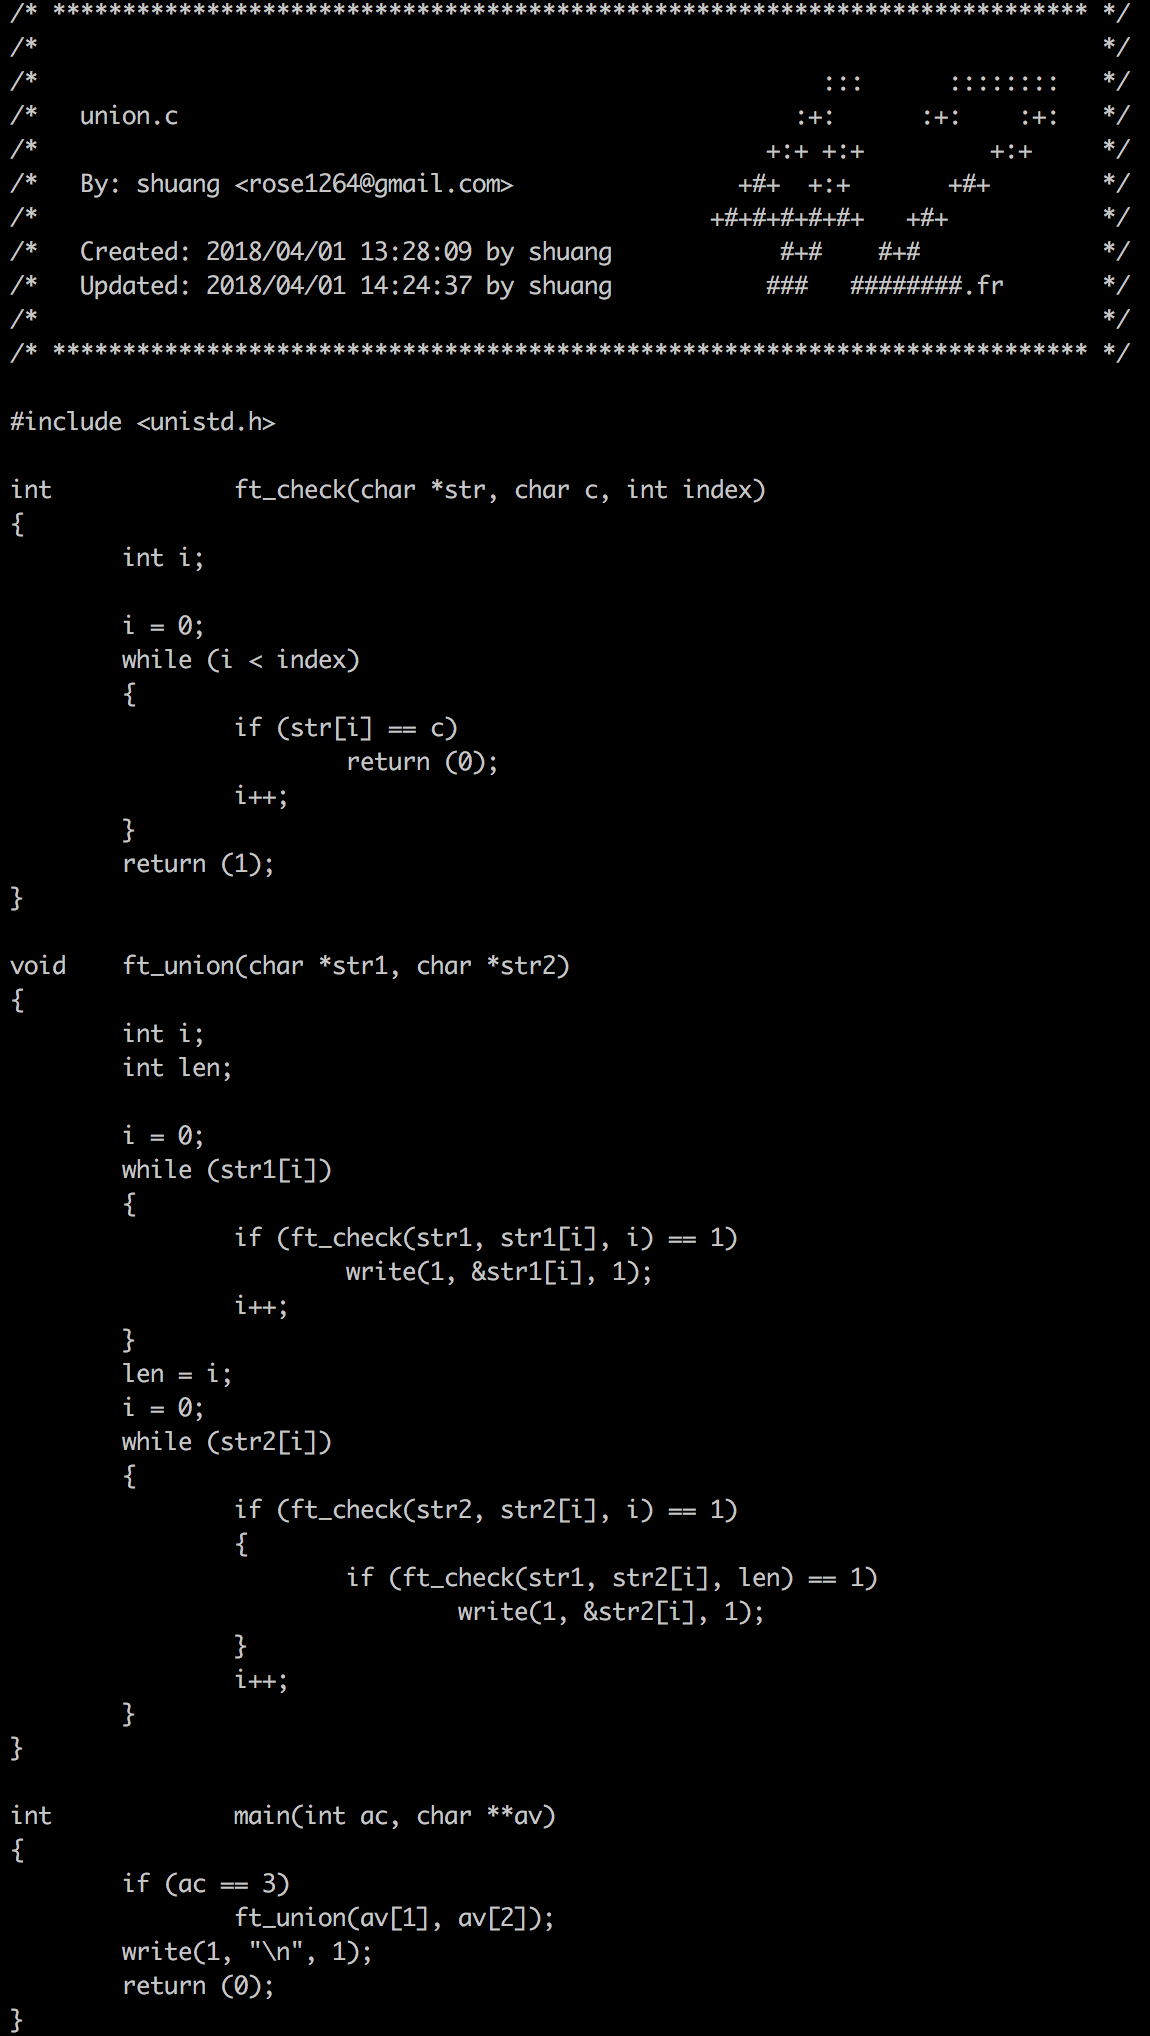 /* ************************************************************************** */
/*                                                                            */
/*                                                        :::      ::::::::   */
/*   union.c                                            :+:      :+:    :+:   */
/*                                                    +:+ +:+         +:+     */
/*   By: shuang <rose1264@gmail.com>                +#+  +:+       +#+        */
/*                                                +#+#+#+#+#+   +#+           */
/*   Created: 2018/04/01 13:28:09 by shuang            #+#    #+#             */
/*   Updated: 2018/04/01 14:24:37 by shuang           ###   ########.fr       */
/*                                                                            */
/* ************************************************************************** */

#include <unistd.h>

int             ft_check(char *str, char c, int index)
{
        int i;

        i = 0;
        while (i < index)
        {
                if (str[i] == c)
                        return (0);
                i++;
        }
        return (1);
}

void    ft_union(char *str1, char *str2)
{
        int i;
        int len;

        i = 0;
        while (str1[i])
        {
                if (ft_check(str1, str1[i], i) == 1)
                        write(1, &str1[i], 1);
                i++;
        }
        len = i;
        i = 0;
        while (str2[i])
        {
                if (ft_check(str2, str2[i], i) == 1)
                {
                        if (ft_check(str1, str2[i], len) == 1)
                                write(1, &str2[i], 1);
                }
                i++;
        }
}

int             main(int ac, char **av)
{
        if (ac == 3)
                ft_union(av[1], av[2]);
        write(1, "\n", 1);
        return (0);
}